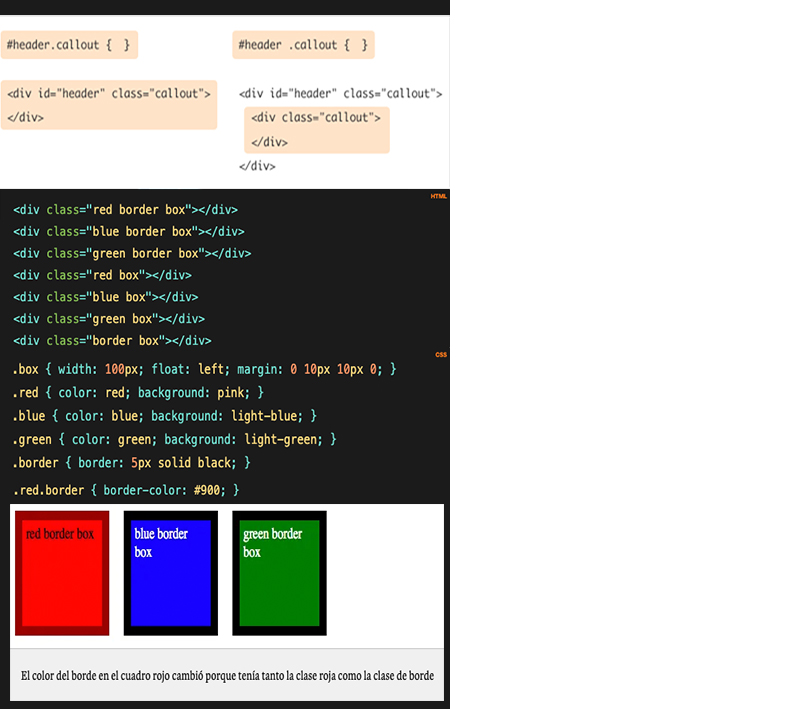 #header.callout {  }
#header .callout {  }
<div id="header" class="callout">
</div>
<div id="header" class="callout">
<div class="callout">
</div>
</div>
HTML
<div class="red border box"></div>
<div class="blue border box"></div>
<div class="green border box"></div>
<div class="red box"></div>
<div class="blue box"></div>
<div class="green box"></div>
<div class="border box"></div>
CSS
.box { width: 100px; float: left; margin: 0 10px 10px 0; }
.red { color: red; background: pink; }
.blue { color: blue; background: light-blue; }
.green { color: green; background: light-green; }
.border { border: 5px solid black; }
.red.border { border-color: #900; }
red border box
blue border
box
green border
box
El color del borde en el cuadro rojo cambió porque tenía tanto la clase roja como la clase de borde